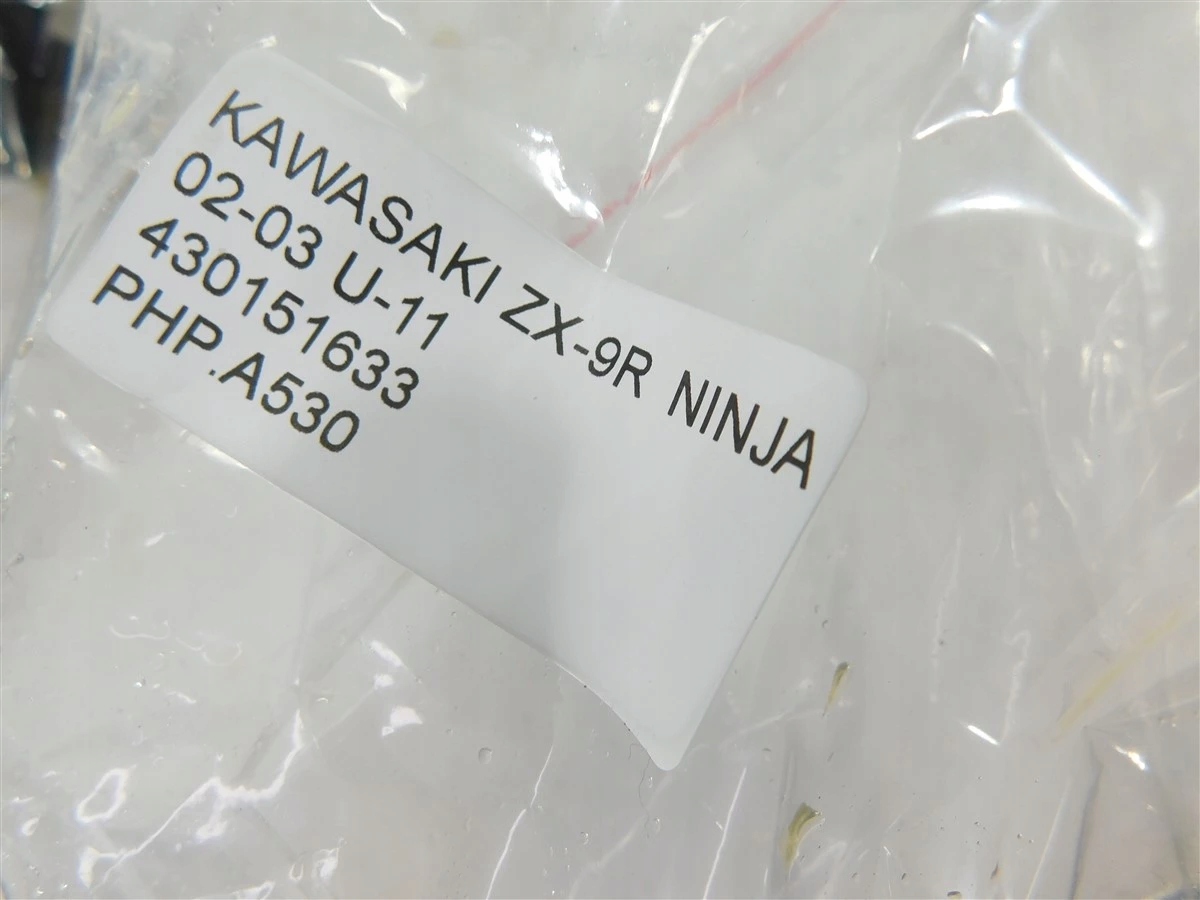 KAWASAKI ZX-9R NINJA
02-03 U-11
430151633
PHP.A530